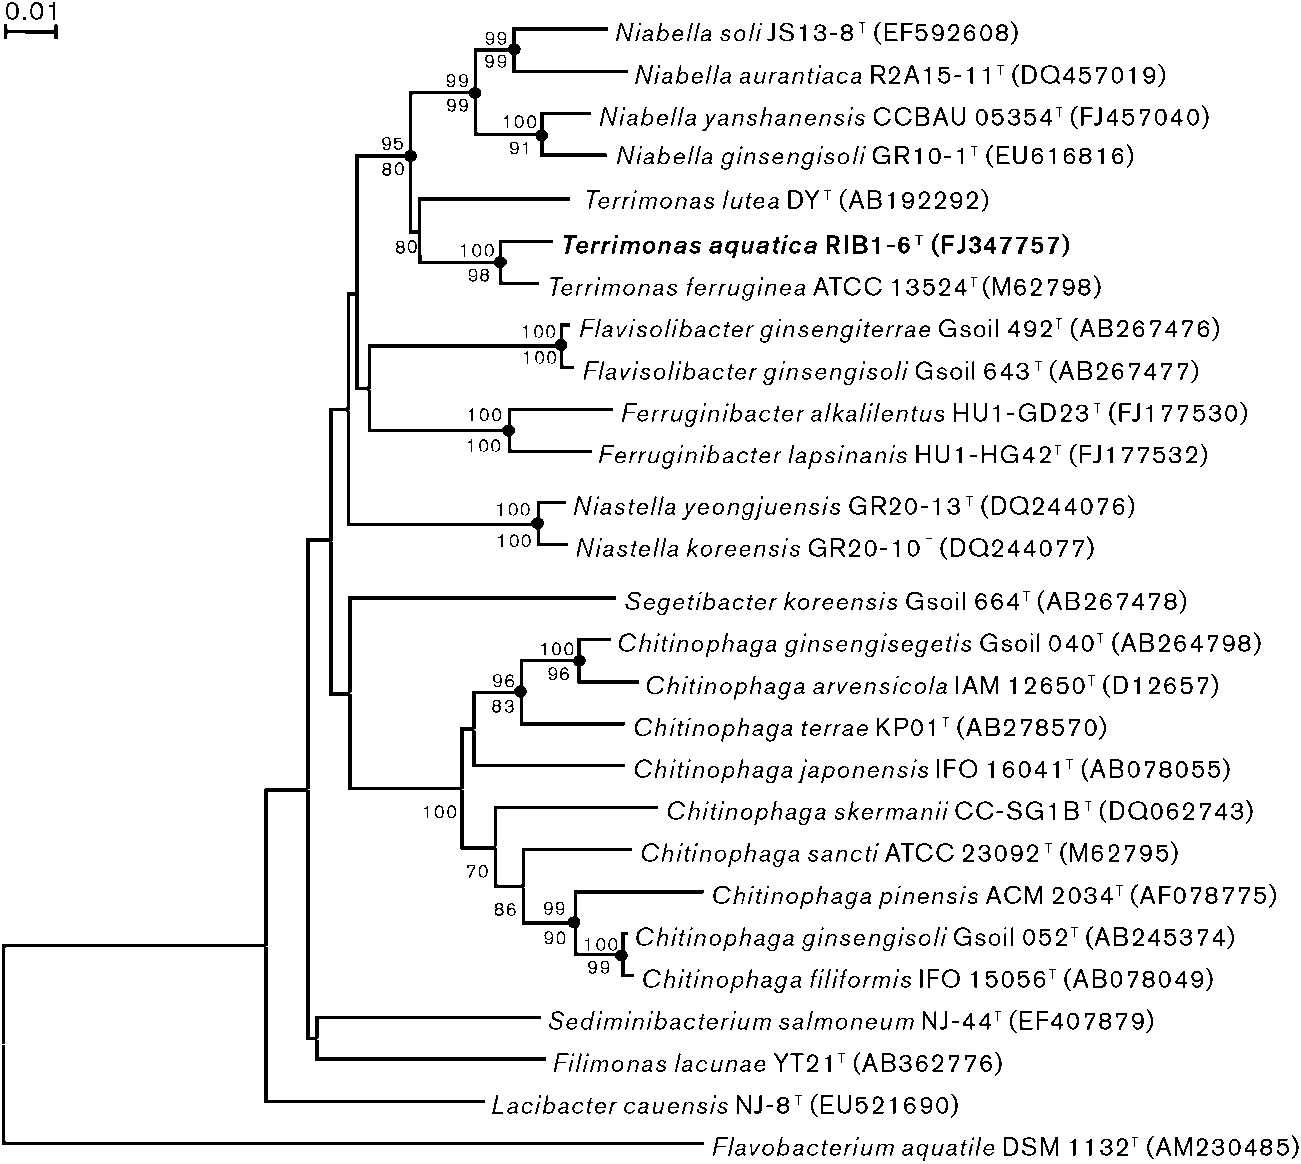 0.01
99
99
Niabella soli JS13-8ᵀ (EF592608)
Niabella aurantiaca R2A15-11ᵀ (DQ457019)
99
99
100
91
Niabella yanshanensis CCBAU 05354ᵀ (FJ457040)
Niabella ginsengisoli GR10-1ᵀ (EU616816)
95
80
Terrimonas lutea DYᵀ (AB192292)
80
100
98
Terrimonas aquatica RIB1-6ᵀ (FJ347757)
Terrimonas ferruginea ATCC 13524ᵀ (M62798)
100
100
Flavisolibacter ginsengiterrae Gsoil 492ᵀ (AB267476)
Flavisolibacter ginsengisoli Gsoil 643ᵀ (AB267477)
100
100
Ferruginibacter alkalilentus HU1-GD23ᵀ (FJ177530)
Ferruginibacter lapsinanis HU1-HG42ᵀ (FJ177532)
100
100
Niastella yeongjuensis GR20-13ᵀ (DQ244076)
Niastella koreensis GR20-10⁻ (DQ244077)
Segetibacter koreensis Gsoil 664ᵀ (AB267478)
100
96
Chitinophaga ginsengisegetis Gsoil 040ᵀ (AB264798)
Chitinophaga arvensicola IAM 12650ᵀ (D12657)
96
83
Chitinophaga terrae KP01ᵀ (AB278570)
Chitinophaga japonensis IFO 16041ᵀ (AB078055)
100
Chitinophaga skermanii CC-SG1Bᵀ (DQ062743)
70
Chitinophaga sancti ATCC 23092ᵀ (M62795)
86
99
90
Chitinophaga pinensis ACM 2034ᵀ (AF078775)
100
99
Chitinophaga ginsengisoli Gsoil 052ᵀ (AB245374)
Chitinophaga filiformis IFO 15056ᵀ (AB078049)
Sediminibacterium salmoneum NJ-44ᵀ (EF407879)
Filimonas lacunae YT21ᵀ (AB362776)
Lacibacter cauensis NJ-8ᵀ (EU521690)
Flavobacterium aquatile DSM 1132ᵀ (AM230485)